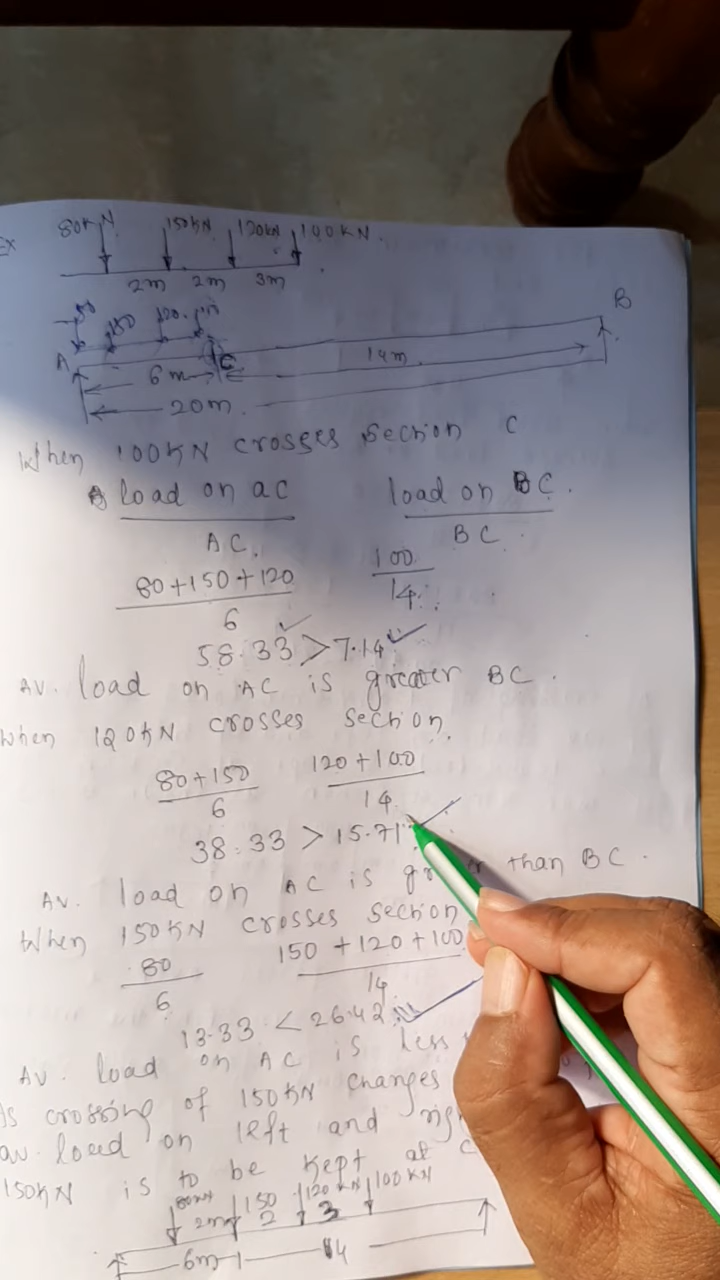 Ex 80KN 150KN 120KN 100KN.
2m 2m 3m
A C B
6m 14m
20m
When 100KN crosses section C
load on ac load on BC.
AC. BC.
80+150+120 100
6 14
58.33 > 7.14
Av. load on AC is greater BC.
When 120KN crosses section.
80+150 120+100
6 14
38.33 > 15.71
Av. load on AC is than BC.
When 150KN crosses section
80 150+120+100
6 14
13.33 < 26.42
Av. load on AC is less
As crossing of 150KN changes
av. load on left and
150KN is to be kept at C
80KN 150 120KN 100KN
2m 2 3
6m 14